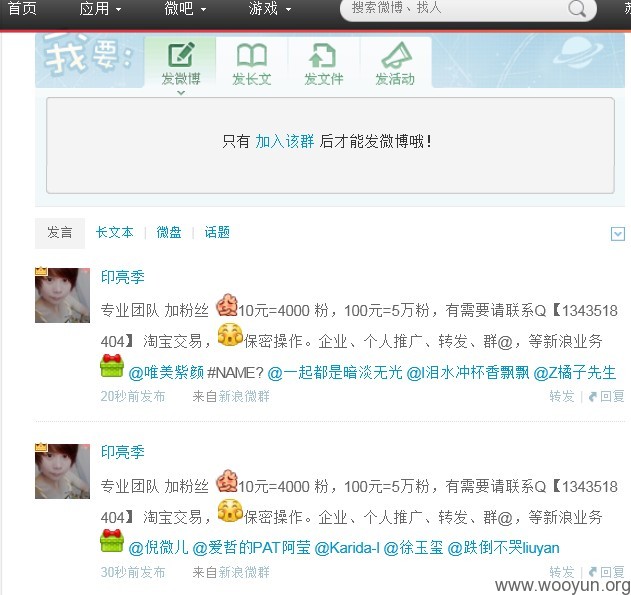 首页 应用 微吧 游戏 搜索微博、找人
我要:
发微博 发长文 发文件 发活动
只有 加入该群 后才能发微博哦！
发言 长文本 微盘 话题
印亮季
专业团队 加粉丝 10元=4000 粉，100元=5万粉，有需要请联系Q【1343518
404】 淘宝交易， 保密操作。企业、个人推广、转发、群@，等新浪业务
@唯美紫颜 #NAME? @一起都是暗淡无光 @I泪水冲杯香飘飘 @Z橘子先生
20秒前发布 来自新浪微群 转发 | 回复
印亮季
专业团队 加粉丝 10元=4000 粉，100元=5万粉，有需要请联系Q【1343518
404】 淘宝交易， 保密操作。企业、个人推广、转发、群@，等新浪业务
@倪微儿 @爱哲的PAT阿莹 @Karida-I @徐玉玺 @跌倒不哭liuyan
30秒前发布 来自新浪微群 转发 | 回复
www.wooyun.org